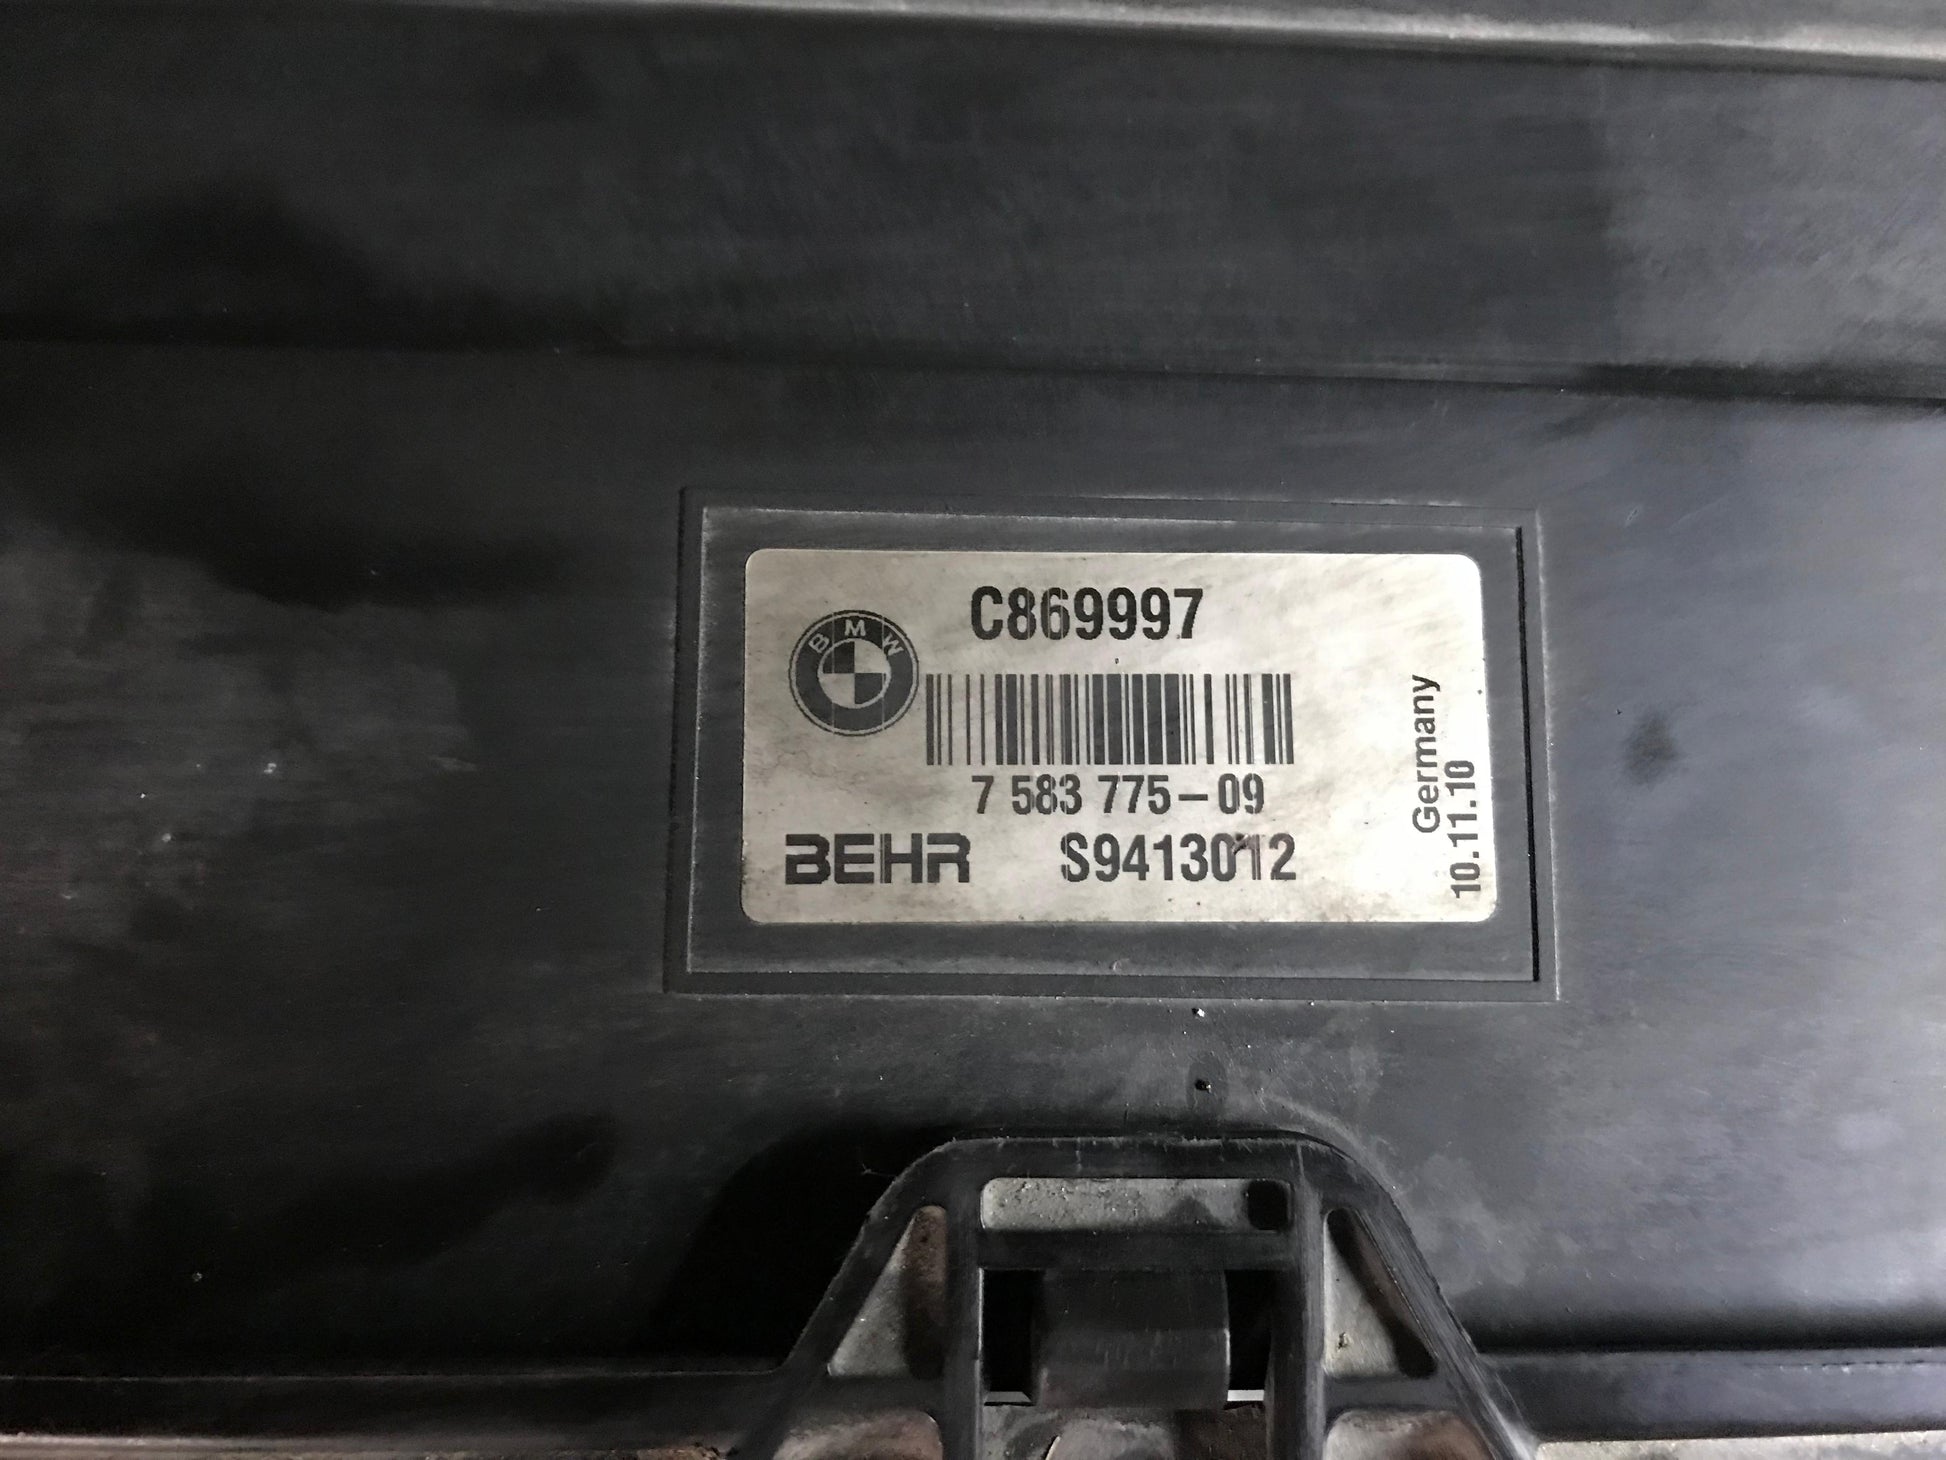 C869997
BMW
7 583 775-09
BEHR S9413012
Germany
10.11.10